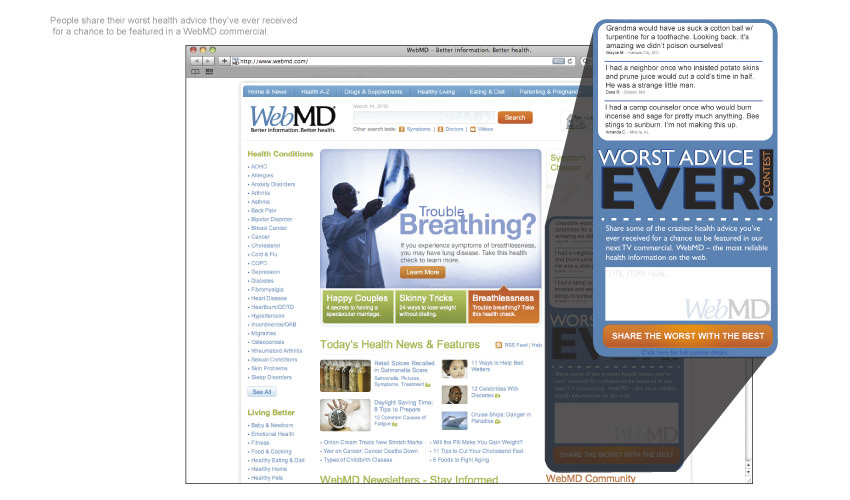 People share their worst health advice they've ever received
for a chance to be featured in a WebMD commercial.
WebMD - Better information. Better health.
http://www.webmd.com/
Home & News
Health A-Z
Drugs & Supplements
Healthy Living
Eating & Diet
Parenting & Pregnanc
WebMD
Better information. Better health.
March 14, 2010
Search
Other search tools:
Symptoms
Doctors
Videos
Health Conditions
• ADHD
• Allergies
• Anxiety Disorders
• Arthritis
• Asthma
• Back Pain
• Bipolar Disorder
• Breast Cancer
• Cancer
• Cholesterol
• Cold & Flu
• COPD
• Depression
• Diabetes
• Fibromyalgia
• Heart Disease
• Heartburn/GERD
• Hypertension
• Incontinence/OAB
• Migraines
• Osteoporosis
• Rheumatoid Arthritis
• Sexual Conditions
• Skin Problems
• Sleep Disorders
See All
Living Better
• Baby & Newborn
• Emotional Health
• Fitness
• Food & Cooking
• Healthy Eating & Diet
• Healthy Home
• Healthy Pets
Trouble
Breathing?
If you experience symptoms of breathlessness,
you may have lung disease. Take this health
check to learn more.
Learn More
Happy Couples
4 secrets to having a
spectacular marriage.
Skinny Tricks
24 ways to lose weight
without dieting.
Breathlessness
Trouble breathing? Take
this health check.
Symptom
Checker
Today's Health News & Features
RSS Feed | Help
Retail Spices Recalled
in Salmonella Scare
Salmonella: Pictures,
Symptoms, Treatment
Daylight Saving Time:
8 Tips to Prepare
12 Common Causes of
Fatigue
11 Ways to Help Bed
Wetters
12 Celebrities With
Diabetes
Cruise Ships: Danger in
Paradise
• Onion Cream Treats New Stretch Marks
• War on Cancer: Cancer Deaths Down
• Types of Childbirth Classes
• Will the Pill Make You Gain Weight?
• 11 Tips to Cut Your Cholesterol Fast
• 6 Foods to Fight Aging
WebMD Newsletters - Stay Informed
WebMD Community
Grandma would have us suck a cotton ball w/
turpentine for a toothache. Looking back, it's
amazing we didn't poison ourselves!
Kansas City, MO
I had a neighbor once who insisted potato skins
and prune juice would cut a cold's time in half.
He was a strange little man.
Dana R.
I had a camp counselor once who would burn
incense and sage for pretty much anything. Bee
stings to sunburn. I'm not making this up.
Amanda
WORST ADVICE
EVER!
CONTEST
Share some of the craziest health advice you've
ever received for a chance to be featured in our
next TV commercial. WebMD – the most reliable
health information on the web.
TYPE STORY HERE
WebMD
SHARE THE WORST WITH THE BEST
Click here for full contest details